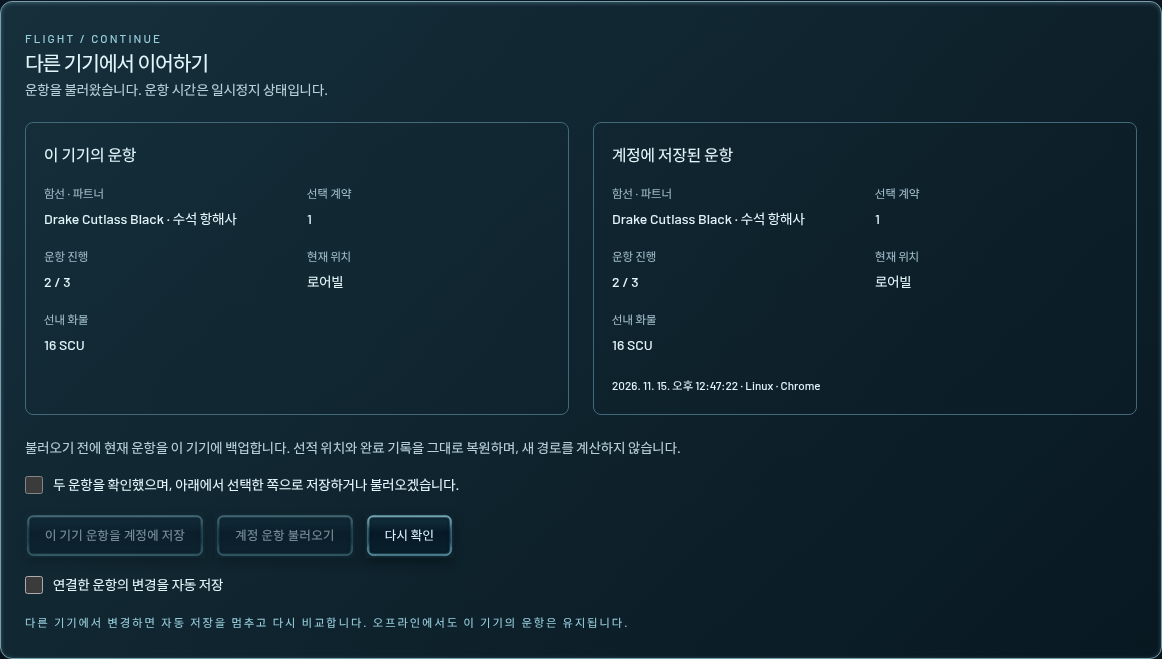 FLIGHT / CONTINUE
다른 기기에서 이어하기
운항을 불러왔습니다. 운항 시간은 일시정지 상태입니다.
이 기기의 운항
함선 · 파트너
선택 계약
Drake Cutlass Black · 수석 항해사
1
운항 진행
현재 위치
2 / 3
로어빌
선내 화물
16 SCU
계정에 저장된 운항
함선 · 파트너
선택 계약
Drake Cutlass Black · 수석 항해사
1
운항 진행
현재 위치
2 / 3
로어빌
선내 화물
16 SCU
2026. 11. 15. 오후 12:47:22 · Linux · Chrome
불러오기 전에 현재 운항을 이 기기에 백업합니다. 선적 위치와 완료 기록을 그대로 복원하며, 새 경로를 계산하지 않습니다.
두 운항을 확인했으며, 아래에서 선택한 쪽으로 저장하거나 불러오겠습니다.
이 기기 운항을 계정에 저장
계정 운항 불러오기
다시 확인
연결한 운항의 변경을 자동 저장
다른 기기에서 변경하면 자동 저장을 멈추고 다시 비교합니다. 오프라인에서도 이 기기의 운항은 유지됩니다.